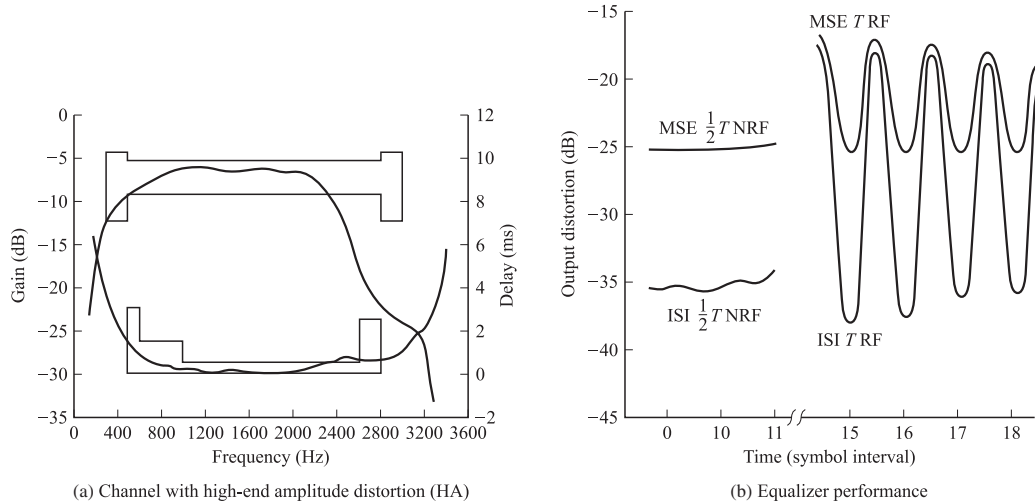 0
−5
−10
−15
−20
−25
−30
−35
Gain (dB)
12
10
8
6
4
2
0
−2
Delay (ms)
0 400 800 1200 1600 2000 2400 2800 3200 3600
Frequency (Hz)
(a) Channel with high-end amplitude distortion (HA)
−15
−20
−25
−30
−35
−40
−45
Output distortion (dB)
MSE T RF
MSE 1/2 T NRF
ISI 1/2 T NRF
ISI T RF
0 10 11 15 16 17 18
Time (symbol interval)
(b) Equalizer performance